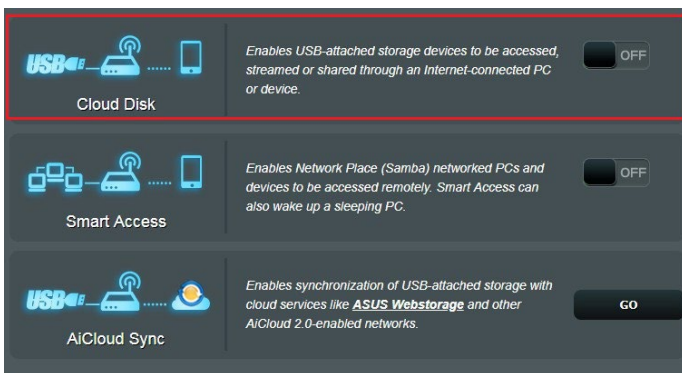 USB
Cloud Disk
Enables USB-attached storage devices to be accessed,
streamed or shared through an Internet-connected PC
or device.
OFF
Smart Access
Enables Network Place (Samba) networked PCs and
devices to be accessed remotely. Smart Access can
also wake up a sleeping PC.
OFF
USB
AiCloud Sync
Enables synchronization of USB-attached storage with
cloud services like ASUS Webstorage and other
AiCloud 2.0-enabled networks.
GO